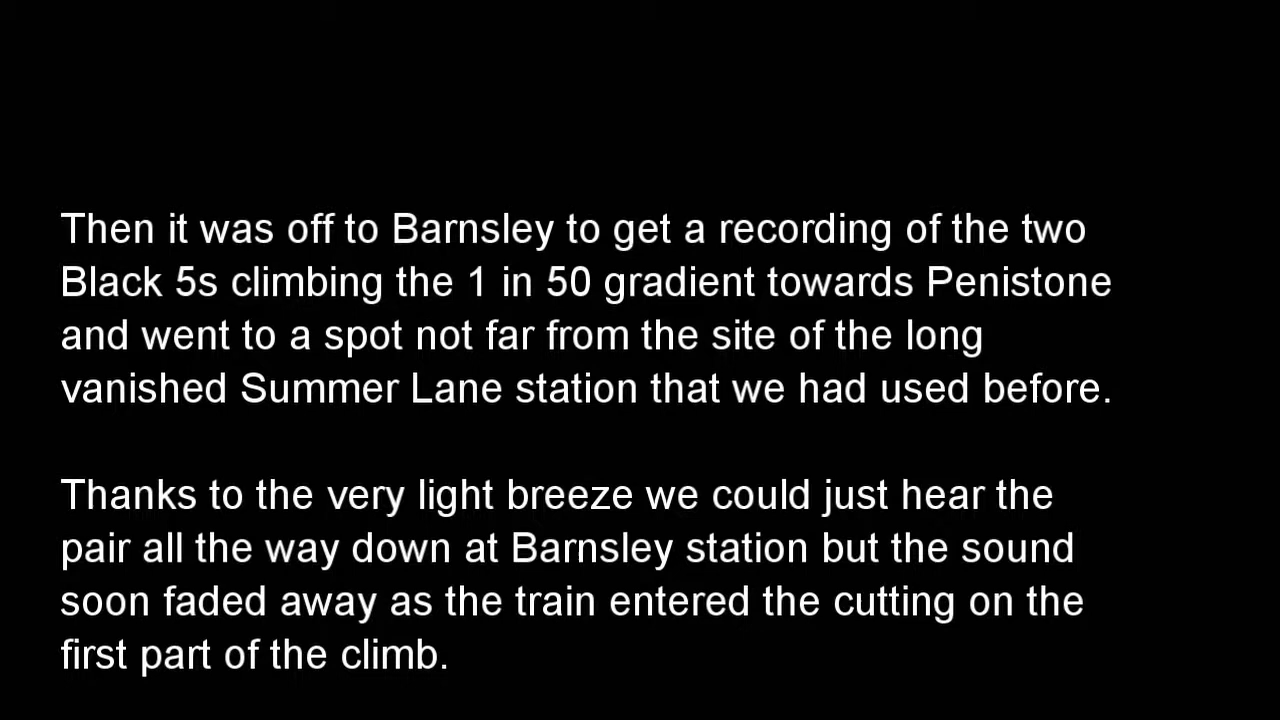 Then it was off to Barnsley to get a recording of the two
Black 5s climbing the 1 in 50 gradient towards Penistone
and went to a spot not far from the site of the long
vanished Summer Lane station that we had used before.
Thanks to the very light breeze we could just hear the
pair all the way down at Barnsley station but the sound
soon faded away as the train entered the cutting on the
first part of the climb.